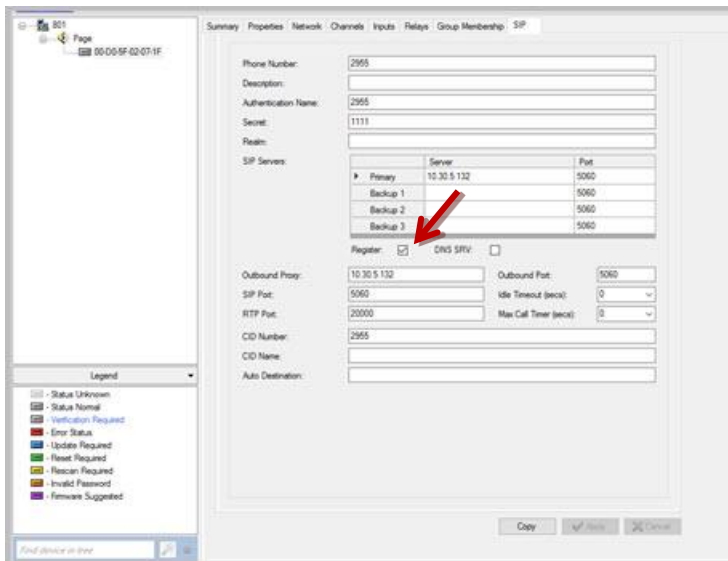 801
Page
00-D0-5F-02-07-1F
Summary Properties Network Channels Inputs Relays Group Membership SIP
Phone Number: 2955
Description:
Authentication Name: 2955
Secret: 1111
Realm:
SIP Servers:
Server Port
Primary 10.30.5.132 5060
Backup 1 5060
Backup 2 5060
Backup 3 5060
Register: DNS SRV:
Outbound Proxy: 10.30.5.132 Outbound Port: 5060
SIP Port: 5060 Idle Timeout (secs): 0
RTP Port: 20000 Max Call Timer (secs): 0
CID Number: 2955
CID Name:
Auto Destination:
Legend
- Status Unknown
- Status Normal
- Verification Required
- Error Status
- Update Required
- Reset Required
- Rescan Required
- Invalid Password
- Firmware Suggested
Copy Apply Cancel
Find device in tree